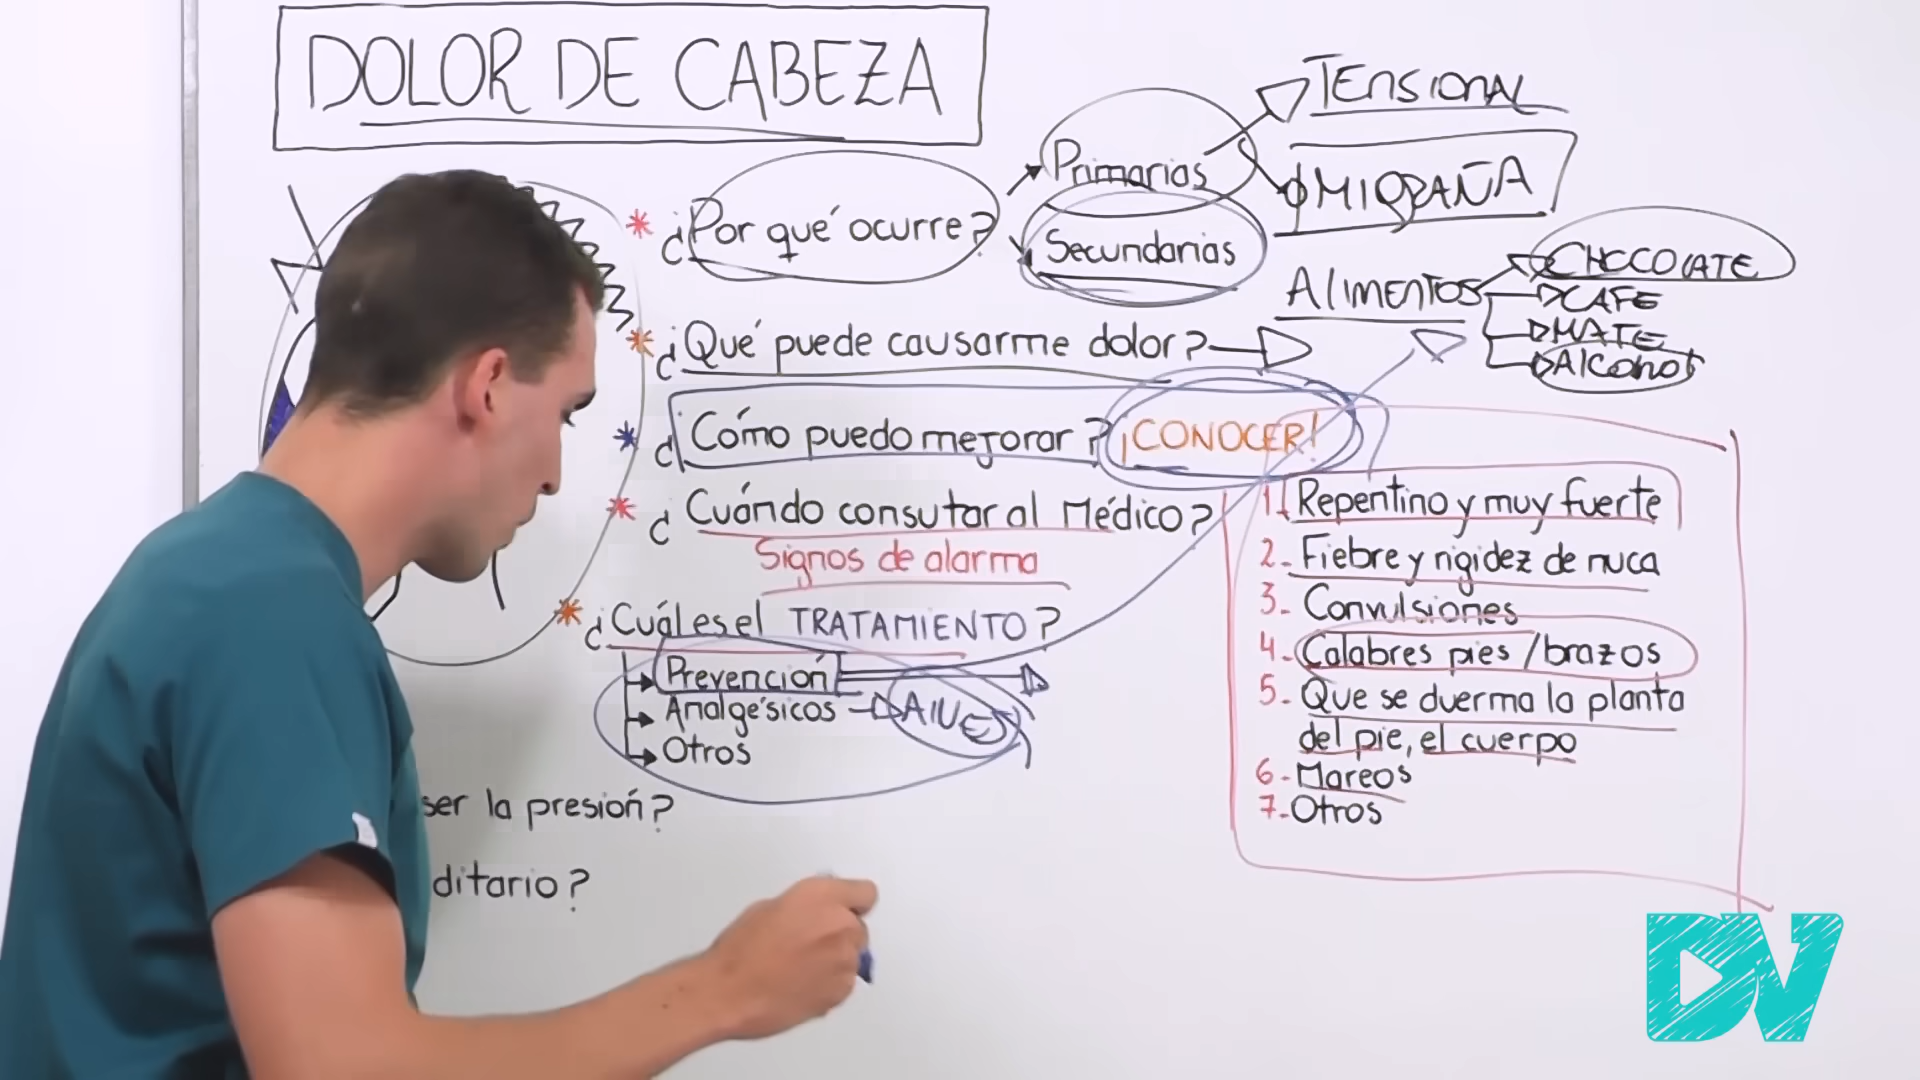 DOLOR DE CABEZA
¿Por qué ocurre?
Primarias
TENSIONAL
MIGRAÑA
Secundarias
¿Qué puede causarme dolor?
ALIMENTOS
CHOCOLATE
CAFE
MATE
Alcohol
¿Cómo puedo mejorar?
¡CONOCER!
¿Cuándo consutar al Médico?
Signos de alarma
1. Repentino y muy fuerte
2. Fiebre y rigidez de nuca
3. Convulsiones
4. Calabres pies / brazos
5. Que se duerma la planta
del pie, el cuerpo
6. Mareos
7. Otros
¿Cuál es el TRATAMIENTO?
Prevención
Analgésicos
AINES
Otros
ser la presión?
ditario?
DV